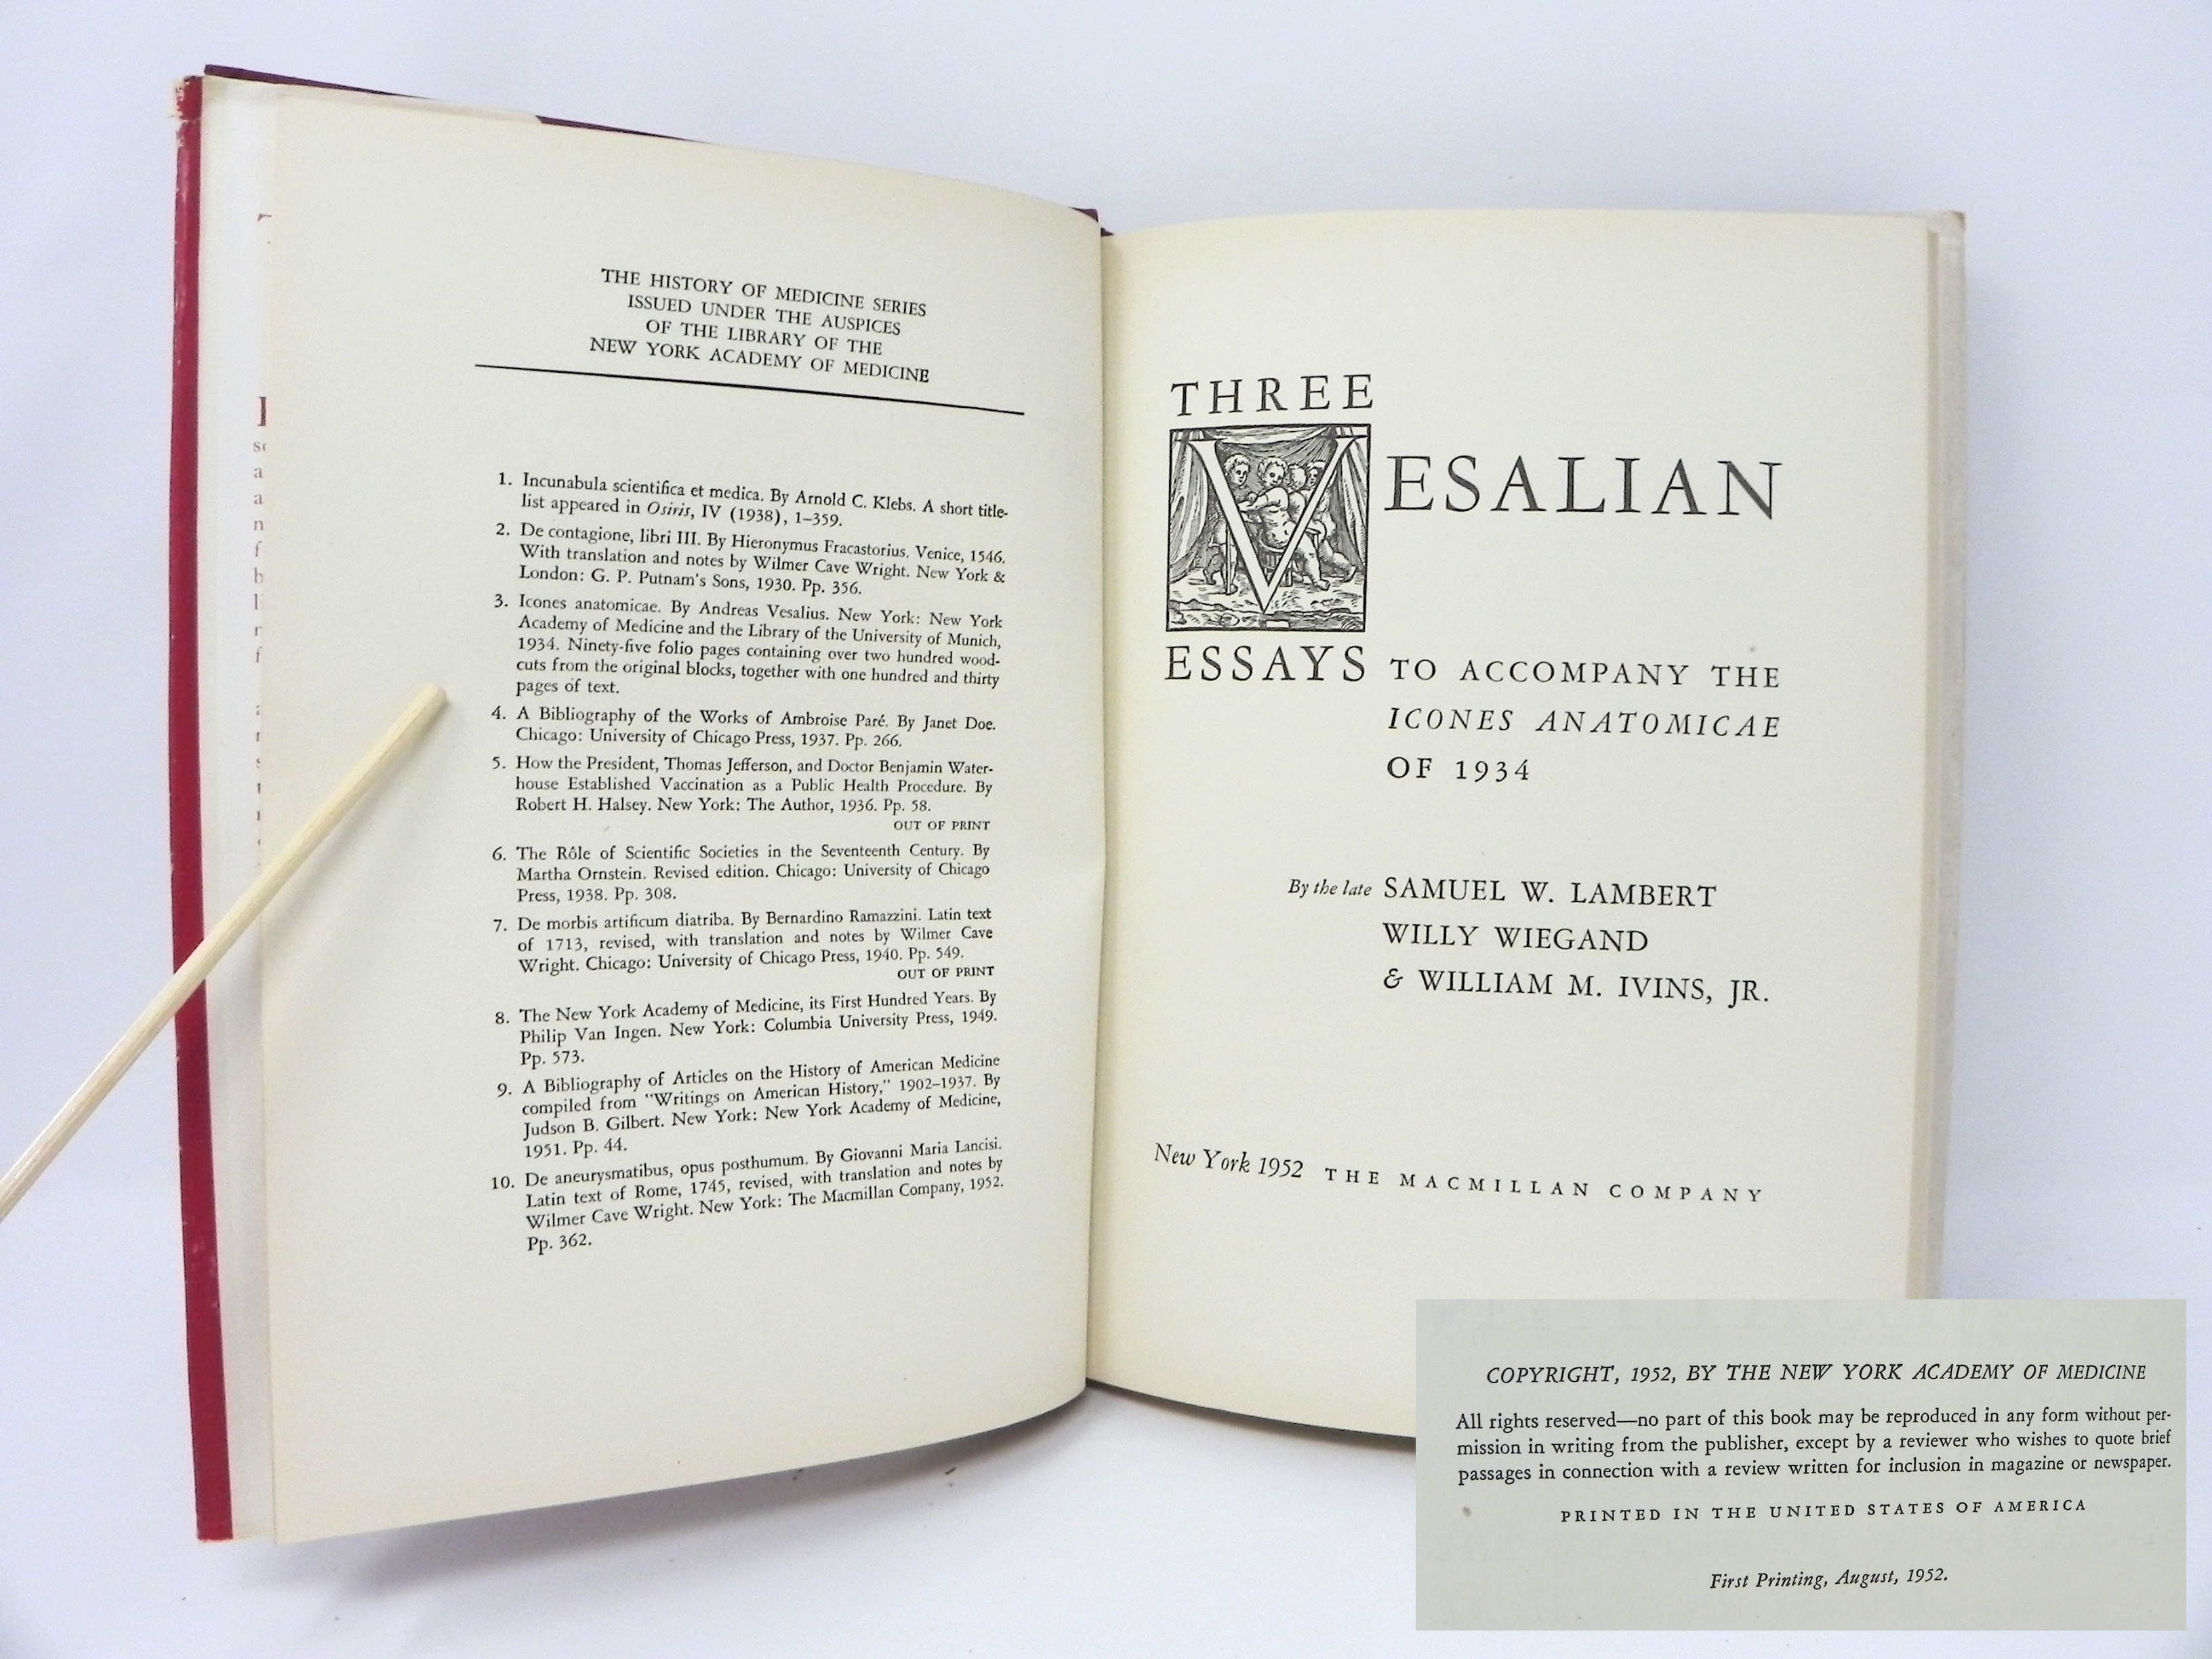 THE HISTORY OF MEDICINE SERIES
ISSUED UNDER THE AUSPICES
OF THE LIBRARY OF THE
NEW YORK ACADEMY OF MEDICINE
1. Incunabula scientifica et medica. By Arnold C. Klebs. A short title-
list appeared in Osiris, IV (1938), 1–359.
2. De contagione, libri III. By Hieronymus Fracastorius. Venice, 1546.
With translation and notes by Wilmer Cave Wright. New York &
London: G. P. Putnam's Sons, 1930. Pp. 356.
3. Icones anatomicae. By Andreas Vesalius. New York: New York
Academy of Medicine and the Library of the University of Munich,
1934. Ninety-five folio pages containing over two hundred wood-
cuts from the original blocks, together with one hundred and thirty
pages of text.
4. A Bibliography of the Works of Ambroise Paré. By Janet Doe.
Chicago: University of Chicago Press, 1937. Pp. 266.
5. How the President, Thomas Jefferson, and Doctor Benjamin Water-
house Established Vaccination as a Public Health Procedure. By
Robert H. Halsey. New York: The Author, 1936. Pp. 58.
OUT OF PRINT
6. The Rôle of Scientific Societies in the Seventeenth Century. By
Martha Ornstein. Revised edition. Chicago: University of Chicago
Press, 1938. Pp. 308.
7. De morbis artificum diatriba. By Bernardino Ramazzini. Latin text
of 1713, revised, with translation and notes by Wilmer Cave
Wright. Chicago: University of Chicago Press, 1940. Pp. 549.
OUT OF PRINT
8. The New York Academy of Medicine, its First Hundred Years. By
Philip Van Ingen. New York: Columbia University Press, 1949.
Pp. 573.
9. A Bibliography of Articles on the History of American Medicine
compiled from "Writings on American History," 1902–1937. By
Judson B. Gilbert. New York: New York Academy of Medicine,
1951. Pp. 44.
10. De aneurysmatibus, opus posthumum. By Giovanni Maria Lancisi.
Latin text of Rome, 1745, revised, with translation and notes by
Wilmer Cave Wright. New York: The Macmillan Company, 1952.
Pp. 362.
THREE
VESALIAN
ESSAYS TO ACCOMPANY THE
ICONES ANATOMICAE
OF 1934
By the late SAMUEL W. LAMBERT
WILLY WIEGAND
& WILLIAM M. IVINS, JR.
New York 1952 THE MACMILLAN COMPANY
COPYRIGHT, 1952, BY THE NEW YORK ACADEMY OF MEDICINE
All rights reserved—no part of this book may be reproduced in any form without per-
mission in writing from the publisher, except by a reviewer who wishes to quote brief
passages in connection with a review written for inclusion in magazine or newspaper.
PRINTED IN THE UNITED STATES OF AMERICA
First Printing, August, 1952.